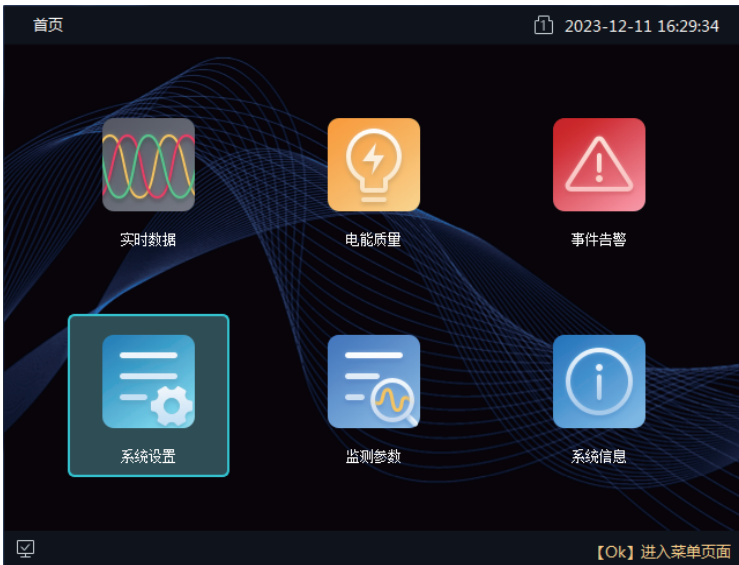 首页
1 2023-12-11 16:29:34
实时数据
电能质量
事件告警
系统设置
监测参数
系统信息
【Ok】进入菜单页面